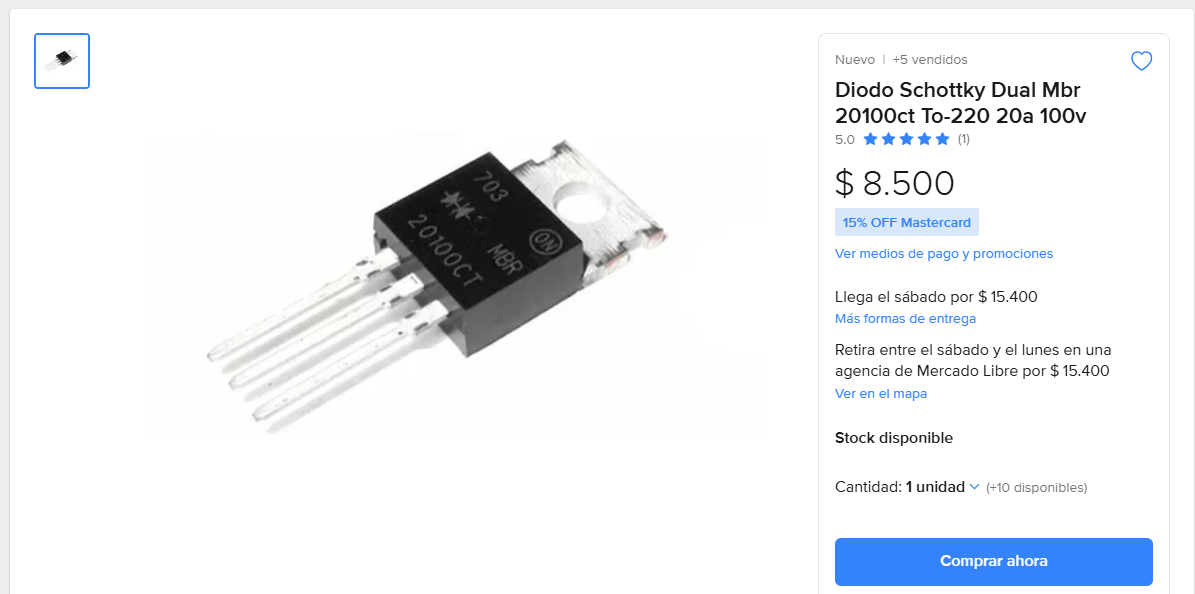 703
20100CT
MBR
ON
Nuevo | +5 vendidos
Diodo Schottky Dual Mbr
20100ct To-220 20a 100v
5.0 ★★★★★ (1)
$ 8.500
15% OFF Mastercard
Ver medios de pago y promociones
Llega el sábado por $ 15.400
Más formas de entrega
Retira entre el sábado y el lunes en una
agencia de Mercado Libre por $ 15.400
Ver en el mapa
Stock disponible
Cantidad: 1 unidad (+10 disponibles)
Comprar ahora